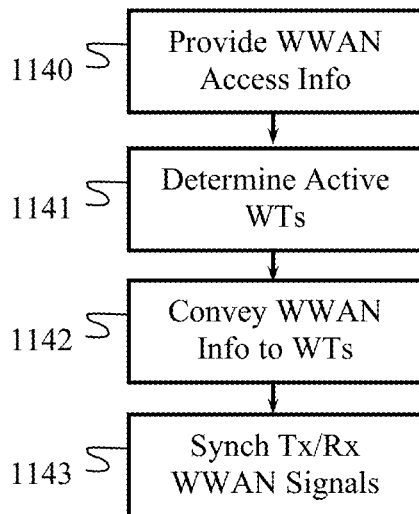 1140
Provide WWAN
Access Info
1141
Determine Active
WTs
1142
Convey WWAN
Info to WTs
1143
Synch Tx/Rx
WWAN Signals